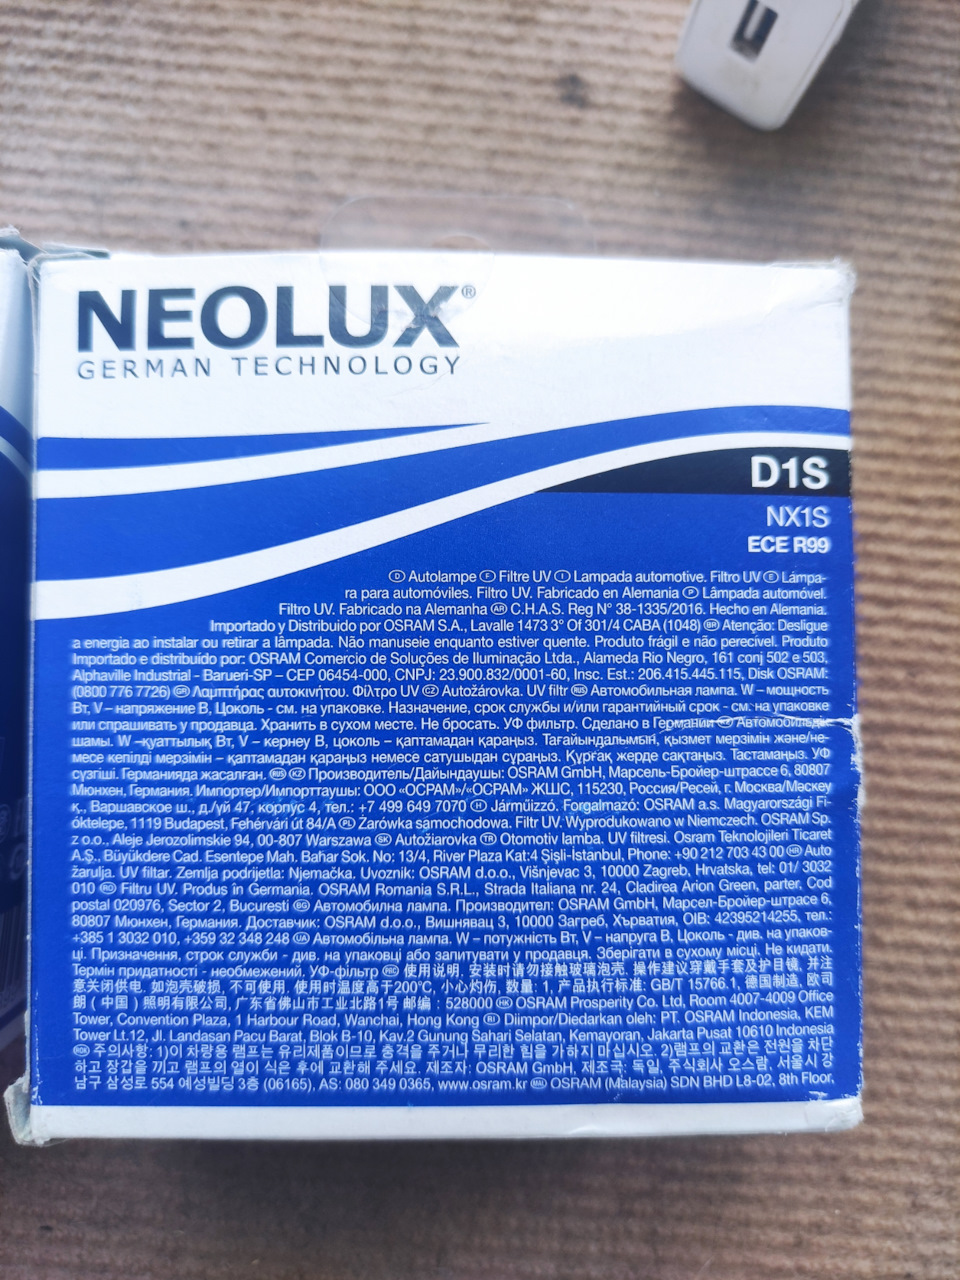 NEOLUX®
GERMAN TECHNOLOGY
D1S
NX1S
ECE R99
Ⓓ Autolampe Ⓕ Filtre UV Ⓘ Lampada automotive. Filtro UV Ⓔ Lámpa-
ra para automóviles. Filtro UV. Fabricado en Alemania Ⓟ Lâmpada automóvel.
Filtro UV. Fabricado na Alemanha (AR) C.H.A.S. Reg N° 38-1335/2016. Hecho en Alemania.
Importado y Distribuido por OSRAM S.A., Lavalle 1473 3° Of 301/4 CABA (1048) (BR) Atenção: Desligue
a energia ao instalar ou retirar a lâmpada. Não manuseie enquanto estiver quente. Produto frágil e não perecível. Produto
Importado e distribuido por: OSRAM Comercio de Soluções de Iluminação Ltda., Alameda Rio Negro, 161 conj 502 e 503,
Alphaville Industrial - Barueri-SP – CEP 06454-000, CNPJ: 23.900.832/0001-60, Insc. Est.: 206.415.445.115, Disk OSRAM:
(0800 776 7726) (GR) Λαμπτήρας αυτοκινήτου. Φίλτρο UV (CZ) Autožárovka. UV filtr (RUS) Автомобильная лампа. W – мощность
Вт, V – напряжение В, Цоколь - см. на упаковке. Назначение, срок службы и/или гарантийный срок - см. на упаковке
или спрашивать у продавца. Хранить в сухом месте. Не бросать. УФ фильтр. Сделано в Германии Автомобильдін
шамы. W –қуаттылық Вт, V – кернеу В, цоколь – қаптамадан қараңыз. Тағайындалымын, қызмет мерзімін және/не-
месе кепілді мерзімін – қаптамадан қараңыз немесе сатушыдан сұраңыз. Құрғақ жерде сақтаңыз. Тастамаңыз. УФ
сүзгіші. Германияда жасалған. (RUS) (KZ) Производитель/Дайындаушы: OSRAM GmbH, Марсель-Бройер-штрассе 6, 80807
Мюнхен, Германия. Импортер/Импорттаушы: ООО «ОСРАМ»/«ОСРАМ» ЖШС, 115230, Россия/Ресей, г. Москва/Мәскеу
қ., Варшавское ш., д./үй 47, корпус 4, тел.: +7 499 649 7070 Ⓗ Járműizzó. Forgalmazó: OSRAM a.s. Magyarországi Fi-
óktelepe, 1119 Budapest, Fehérvári út 84/A (PL) Żarówka samochodowa. Filtr UV. Wyprodukowano w Niemczech. OSRAM Sp.
z o.o., Aleje Jerozolimskie 94, 00-807 Warszawa (SK) Autožiarovka (TR) Otomotiv lamba. UV filtresi. Osram Teknolojileri Ticaret
A.Ş., Büyükdere Cad. Esentepe Mah. Bahar Sok. No: 13/4, River Plaza Kat:4 Şişli-İstanbul, Phone: +90 212 703 43 00 (HR) Auto
žarulja. UV filtar. Zemlja podrijetla: Njemačka. Uvoznik: OSRAM d.o.o., Višnjevac 3, 10000 Zagreb, Hrvatska, tel: 01/ 3032
010 (RO) Filtru UV. Produs în Germania. OSRAM Romania S.R.L., Strada Italiana nr. 24, Cladirea Arion Green, parter, Cod
postal 020976, Sector 2, Bucuresti (BG) Автомобилна лампа. Производител: OSRAM GmbH, Марсел-Бройер-штрасе 6,
80807 Мюнхен, Германия. Доставчик: OSRAM d.o.o., Вишнявац 3, 10000 Загреб, Хърватия, OIB: 42395214255, тел.:
+385 1 3032 010, +359 32 348 248 (UA) Автомобільна лампа. W – потужність Вт, V – напруга В, Цоколь - див. на упаков-
ці. Призначення, строк служби - див. на упаковці або запитувати у продавця. Зберігати в сухому місці. Не кидати.
Термін придатності - необмежений. УФ-фільтр (PRC) 使用说明，安装时请勿接触玻璃泡壳，操作建议穿戴手套及护目镜，并注
意关闭供电. 如泡壳破损，不可使用，使用时温度高于200℃，小心灼伤，数量: 1, 产品执行标准: GB/T 15766.1, 德国制造, 欧司
朗（中国）照明有限公司, 广东省佛山市工业北路1号 邮编：528000 (HK) OSRAM Prosperity Co. Ltd, Room 4007-4009 Office
Tower, Convention Plaza, 1 Harbour Road, Wanchai, Hong Kong (RI) Diimpor/Diedarkan oleh: PT. OSRAM Indonesia, KEM
Tower Lt.12, Jl. Landasan Pacu Barat, Blok B-10, Kav.2 Gunung Sahari Selatan, Kemayoran, Jakarta Pusat 10610 Indonesia
(ROK) 주의사항: 1)이 차량용 램프는 유리제품이므로 충격을 주거나 무리한 힘을 가하지 마십시오. 2)램프의 교환은 전원을 차단
하고 장갑을 끼고 램프의 열이 식은 후에 교환해 주세요. 제조자: OSRAM GmbH, 제조국: 독일, 주식회사 오스람, 서울시 강
남구 삼성로 554 예성빌딩 3층 (06165), AS: 080 349 0365, www.osram.kr (MAL) OSRAM (Malaysia) SDN BHD L8-02, 8th Floor,